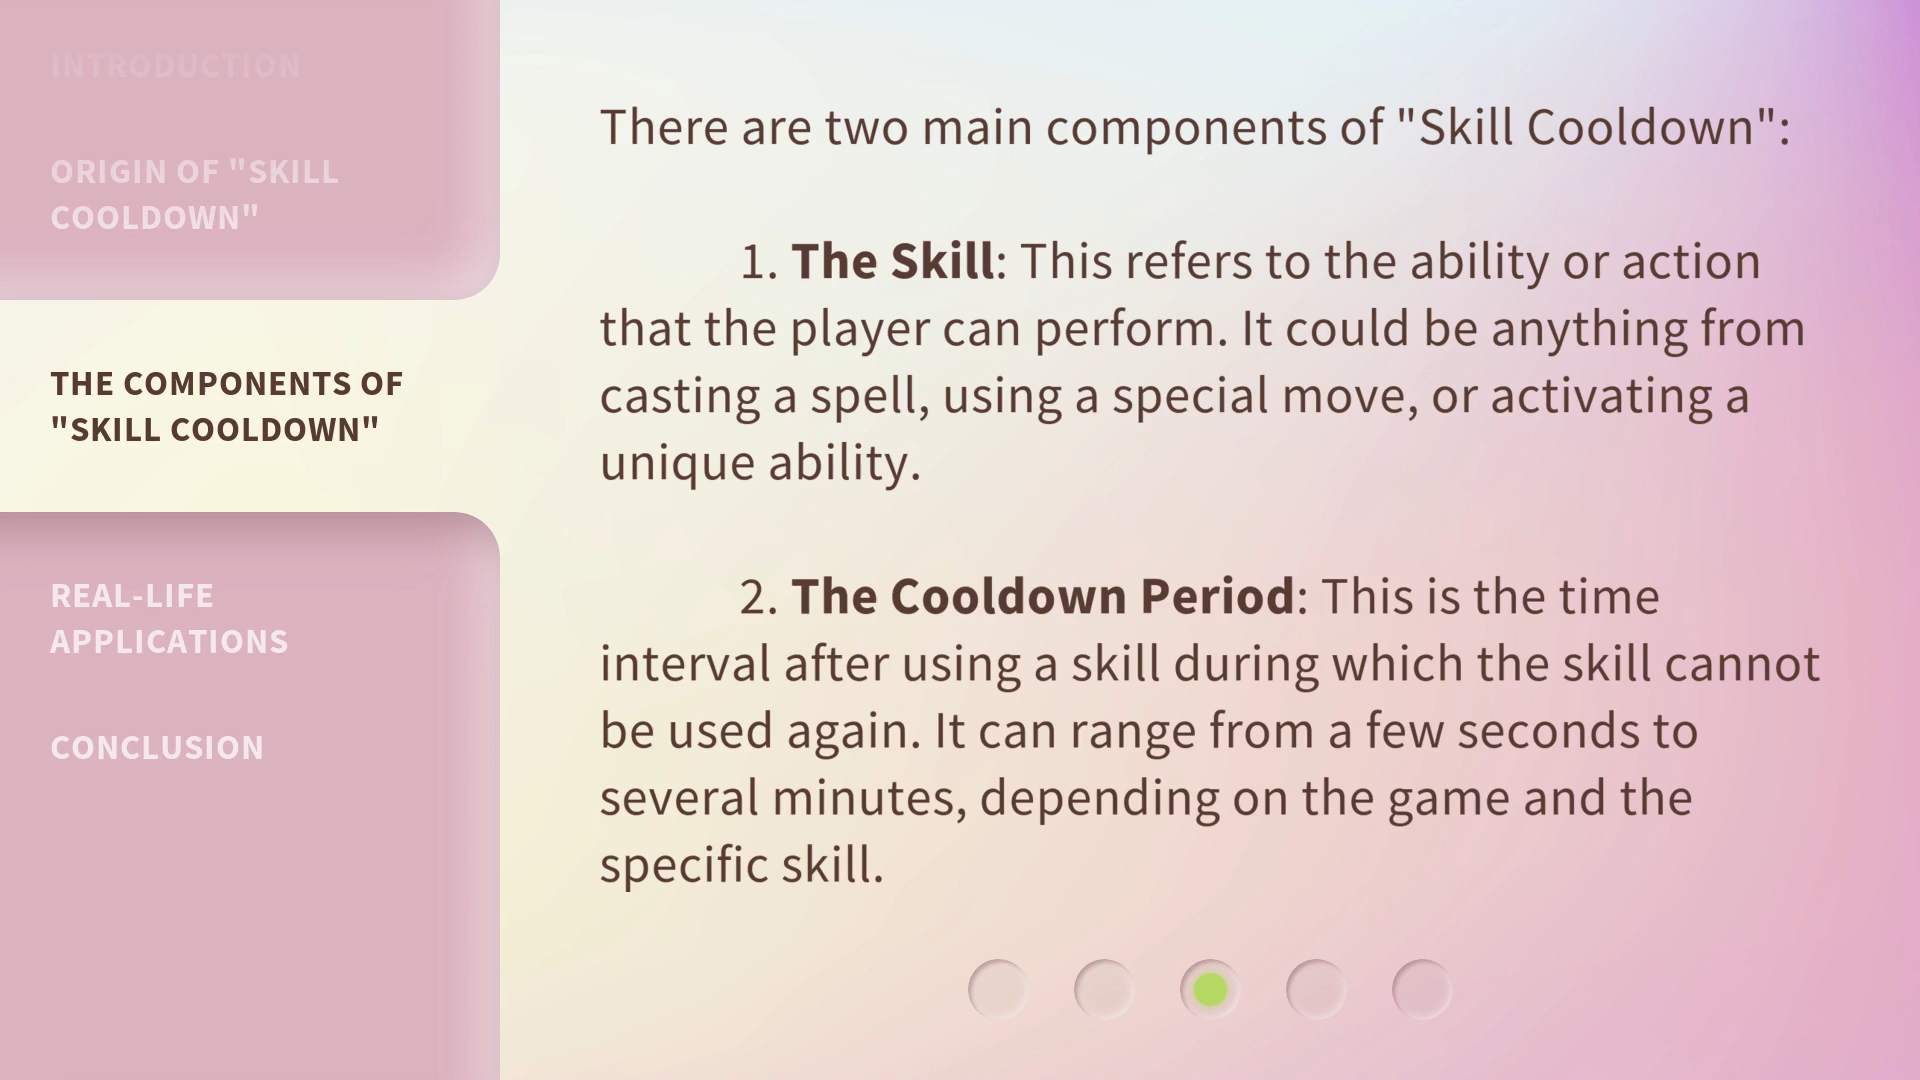 INTRODUCTION
ORIGIN OF "SKILL
COOLDOWN"
THE COMPONENTS OF
"SKILL COOLDOWN"
REAL-LIFE
APPLICATIONS
CONCLUSION
There are two main components of "Skill Cooldown":
1. The Skill: This refers to the ability or action
that the player can perform. It could be anything from
casting a spell, using a special move, or activating a
unique ability.
2. The Cooldown Period: This is the time
interval after using a skill during which the skill cannot
be used again. It can range from a few seconds to
several minutes, depending on the game and the
specific skill.